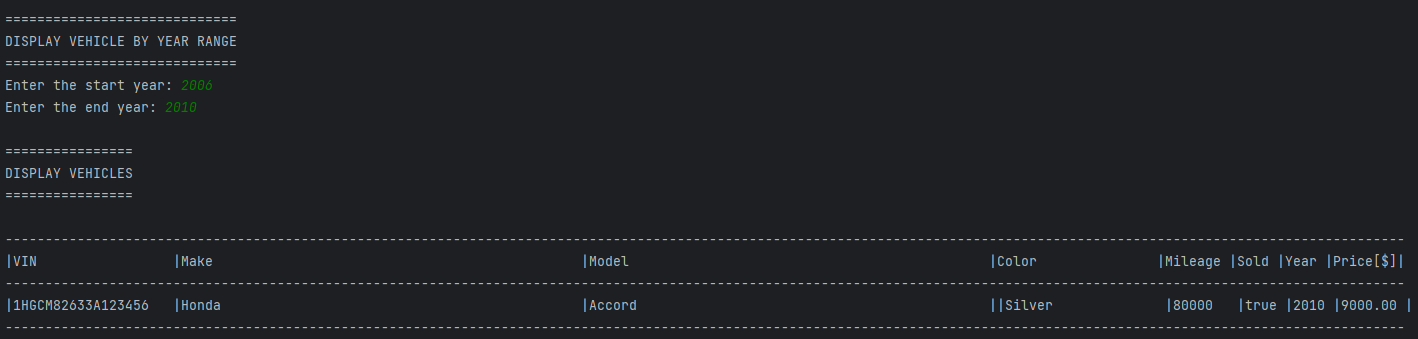 =============================
DISPLAY VEHICLE BY YEAR RANGE
=============================
Enter the start year: 2006
Enter the end year: 2010

================
DISPLAY VEHICLES
================

-------------------------------------------------------------------------------------------------------------------------------------------------------------------------------
|VIN                 |Make                                              |Model                                             |Color               |Mileage |Sold |Year |Price[$]|
-------------------------------------------------------------------------------------------------------------------------------------------------------------------------------
|1HGCM82633A123456   |Honda                                             |Accord                                            ||Silver              |80000   |true |2010 |9000.00 |
-------------------------------------------------------------------------------------------------------------------------------------------------------------------------------